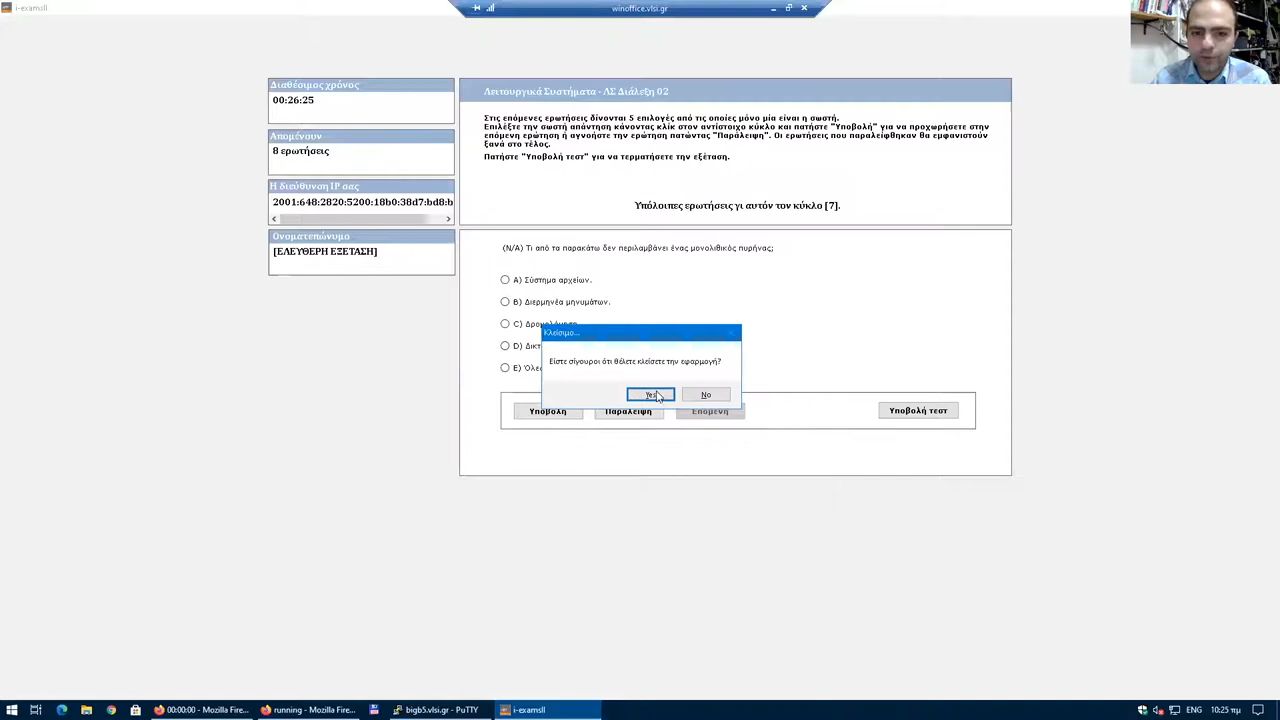 i-examsll
winoffice.vlsi.gr
Διαθέσιμος χρόνος
00:26:25
Απομένουν
8 ερωτήσεις
Η διεύθυνση IP σας
2001:648:2820:5200:18b0:38d7:bd8:b
Ονοματεπώνυμο
[ΕΛΕΥΘΕΡΗ ΕΞΕΤΑΣΗ]
Λειτουργικά Συστήματα - ΛΣ Διάλεξη 02
Στις επόμενες ερωτήσεις δίνονται 5 επιλογές από τις οποίες μόνο μία είναι η σωστή.
Επιλέξτε την σωστή απάντηση κάνοντας κλίκ στον αντίστοιχο κύκλο και πατήστε "Υποβολή" για να προχωρήσετε στην
επόμενη ερώτηση ή αγνοήστε την ερώτηση πατώντας "Παράλειψη". Οι ερωτήσεις που παραλείφθηκαν θα εμφανιστούν
ξανά στο τέλος.
Πατήστε "Υποβολή τεστ" για να τερματήσετε την εξέταση.
Υπόλοιπες ερωτήσεις γι αυτόν τον κύκλο [7].
(N/A) Τι από τα παρακάτω δεν περιλαμβάνει ένας μονολιθικός πυρήνας;
A) Σύστημα αρχείων.
B) Διερμηνέα μηνυμάτων.
C)
D)
E)
Κλείσιμο...
Είστε σίγουροι ότι θέλετε κλείσετε την εφαρμογή?
Yes No
Υποβολή Παράλειψη Επόμενη Υποβολή τεστ
00:00:00 - Mozilla Fire...
running - Mozilla Fire...
bigb5.vlsi.gr - PuTTY
i-examsll
ENG 10:25 πμ